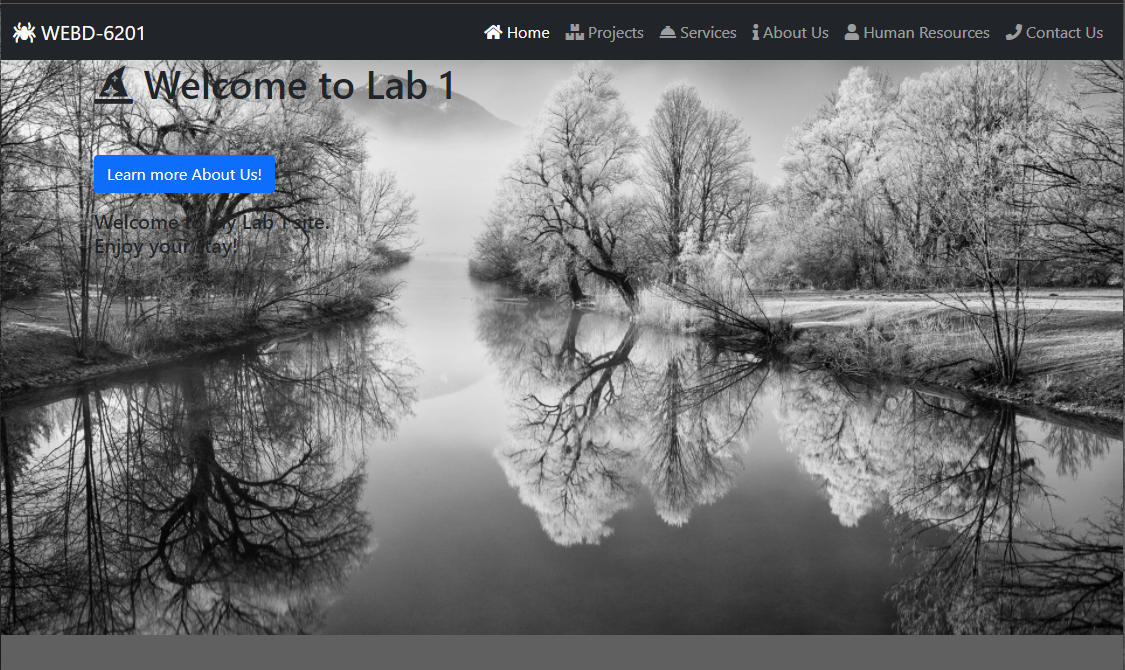 WEBD-6201
Home Projects Services About Us Human Resources Contact Us
Welcome to Lab 1
Learn more About Us!
Welcome to my Lab 1 site.
Enjoy your stay!